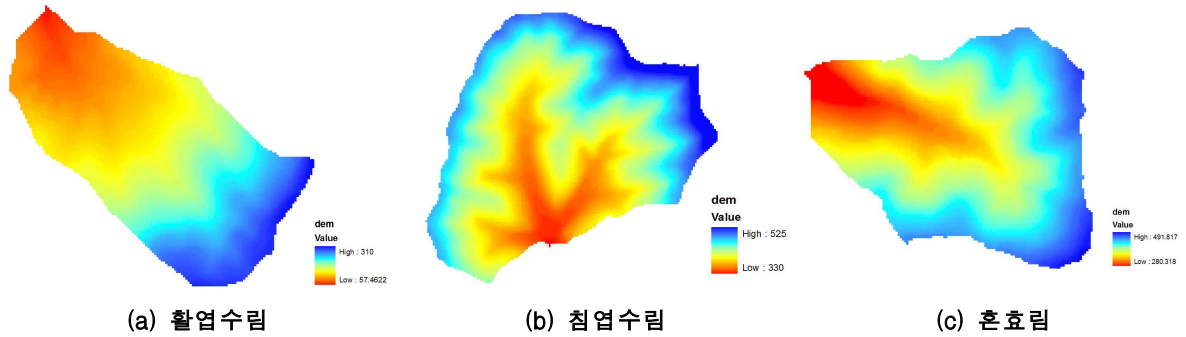 dem
Value
High : 310
Low : 57.4622
dem
Value
High : 525
Low : 330
dem
Value
High : 491.817
Low : 280.318
(a) 활엽수림
(b) 침엽수림
(c) 혼효림